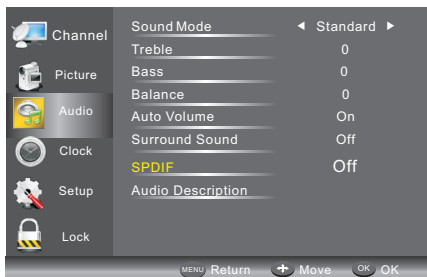 Channel
Picture
Audio
Clock
Setup
Lock
Sound Mode Standard
Treble 0
Bass 0
Balance 0
Auto Volume On
Surround Sound Off
SPDIF Off
Audio Description
MENU Return Move OK OK